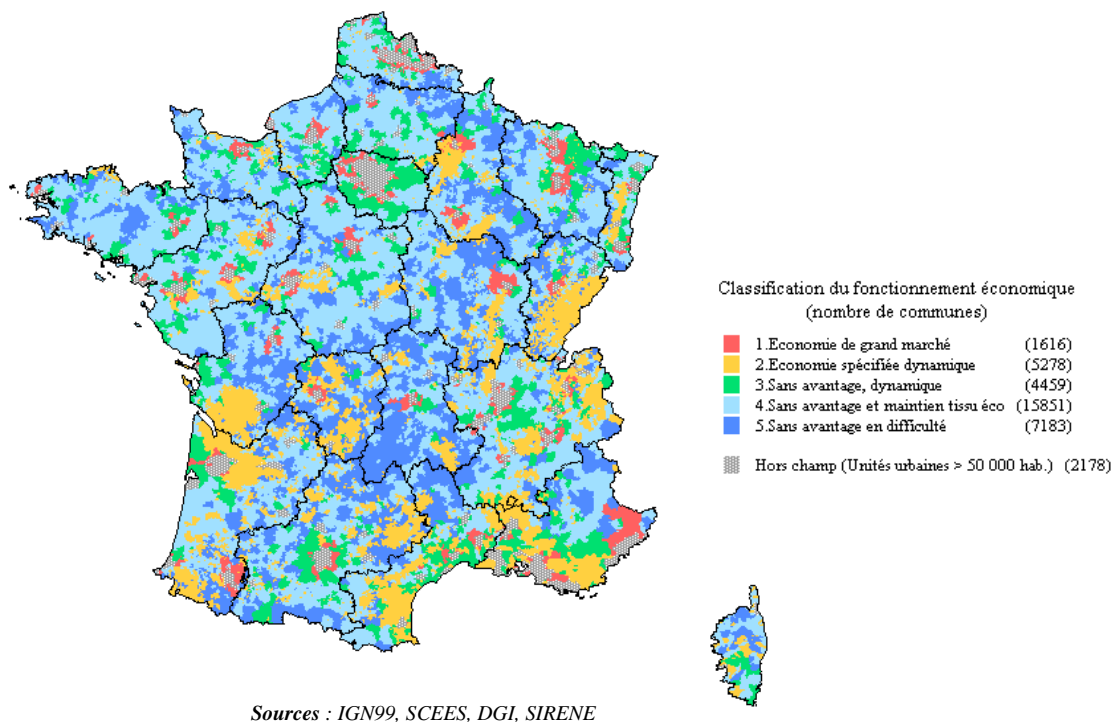 Classification du fonctionnement économique
(nombre de communes)
1.Economie de grand marché (1616)
2.Economie spécifiée dynamique (5278)
3.Sans avantage, dynamique (4459)
4.Sans avantage et maintien tissu éco (15851)
5.Sans avantage en difficulté (7183)
Hors champ (Unités urbaines > 50 000 hab.) (2178)
Sources : IGN99, SCEES, DGI, SIRENE